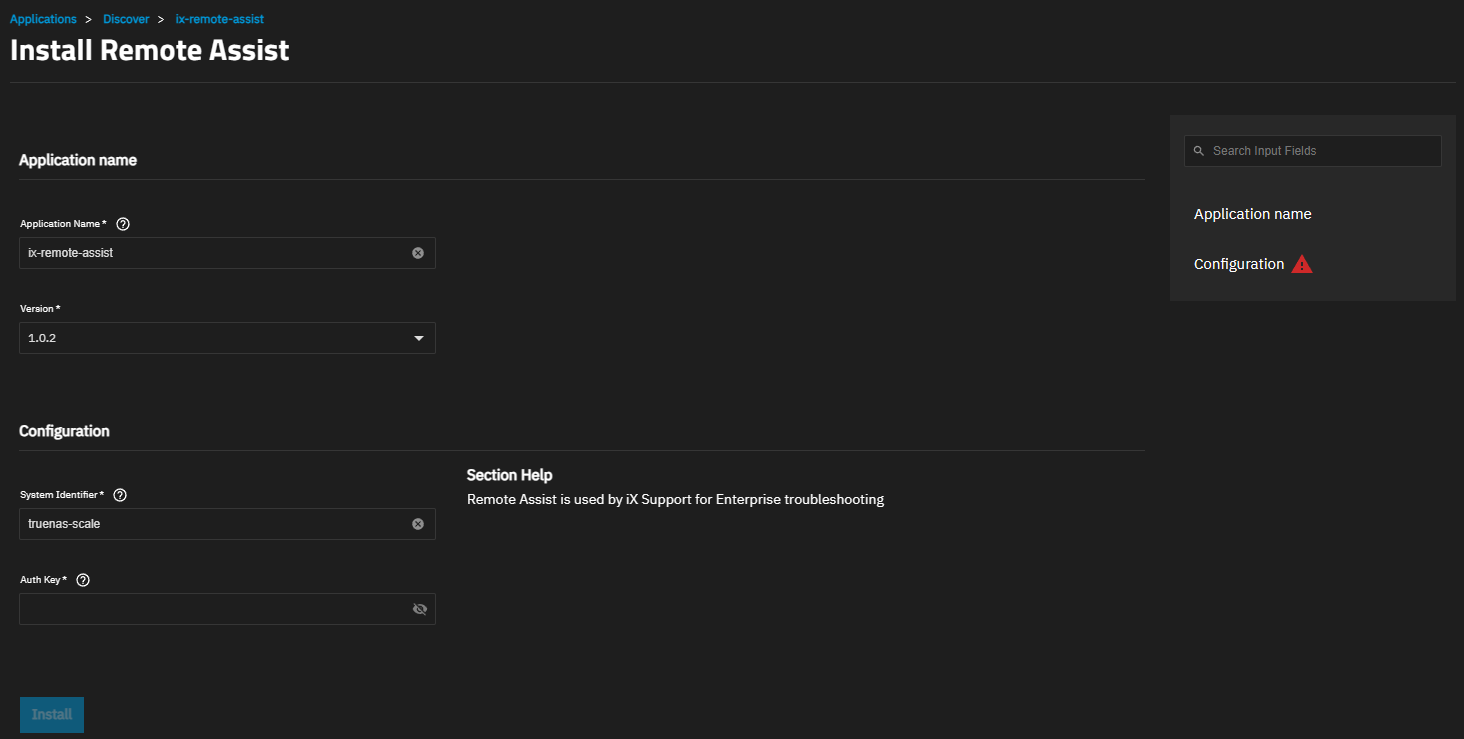 Applications > Discover > ix-remote-assist
Install Remote Assist
Application name
Application Name *
ix-remote-assist
Version *
1.0.2
Configuration
System Identifier *
truenas-scale
Auth Key *
Section Help
Remote Assist is used by iX Support for Enterprise troubleshooting
Install
Search Input Fields
Application name
Configuration